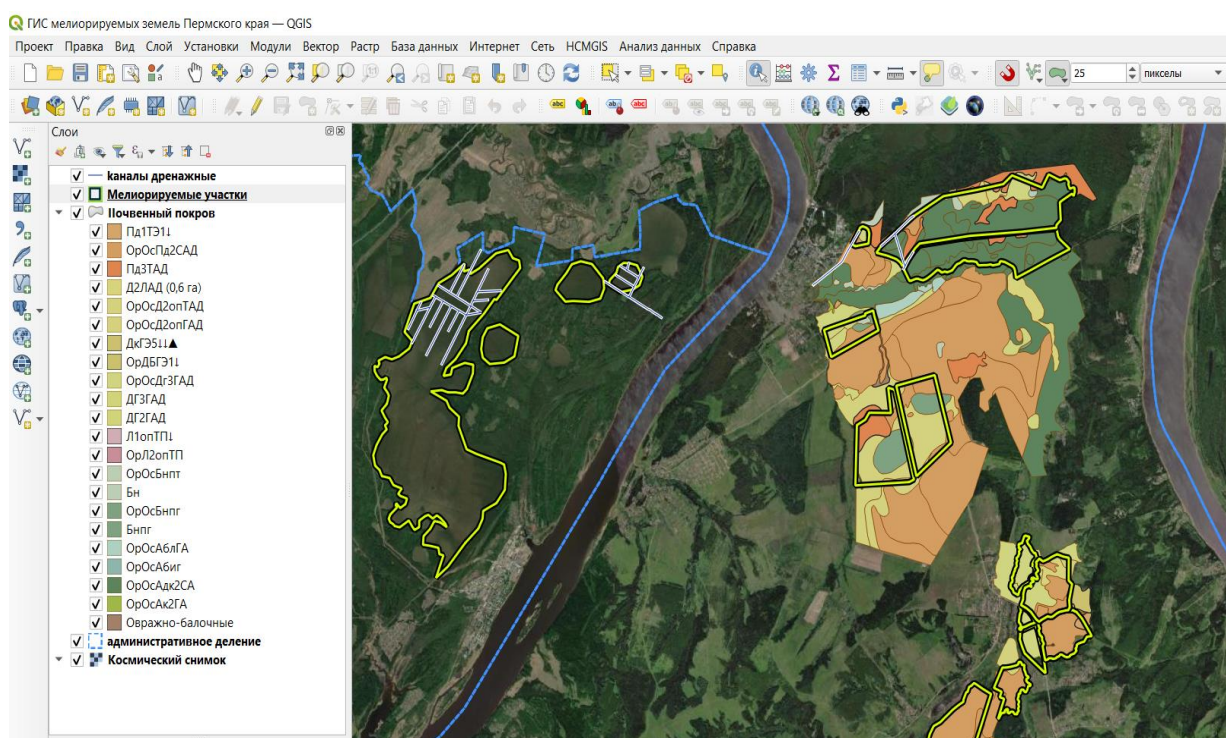 ГИС мелиорируемых земель Пермского края — QGIS
Проект Правка Вид Слой Установки Модули Вектор Растр База данных Интернет Сеть HCMGIS Анализ данных Справка
25 пикселы
Слои
каналы дренажные
Мелиорируемые участки
Почвенный покров
Пд1ТЭ1↓
ОрОсПд2САД
Пд3ТАД
Д2ЛАД (0,6 га)
ОрОсД2опТАД
ОрОсД2опГАД
ДкГЭ5↓↓▲
ОрДБГЭ1↓
ОрОсДг3ГАД
ДГ3ГАД
ДГ2ГАД
Л1опТП↓
ОрЛ2опТП
ОрОсБнпт
Бн
ОрОсБнпг
Бнпг
ОрОсАблГА
ОрОсАбиг
ОрОсАдк2СА
ОрОсАк2ГА
Овражно-балочные
административное деление
Космический снимок